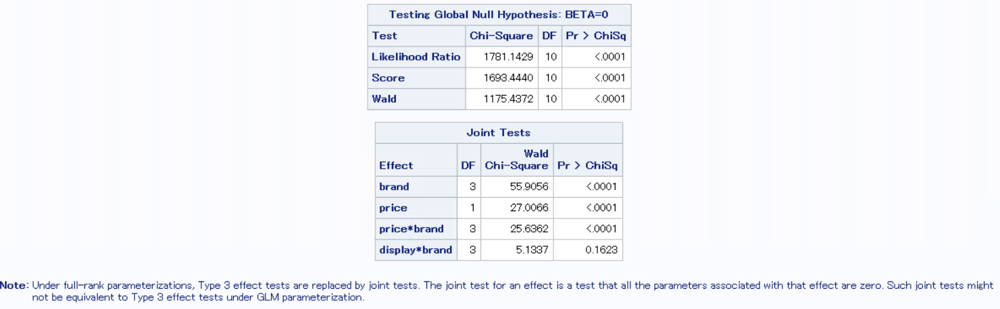 Testing Global Null Hypothesis: BETA=0
Test Chi-Square DF Pr > ChiSq
Likelihood Ratio 1781.1429 10 <.0001
Score 1693.4440 10 <.0001
Wald 1175.4372 10 <.0001
Joint Tests
Wald
Effect DF Chi-Square Pr > ChiSq
brand 3 55.9056 <.0001
price 1 27.0066 <.0001
price*brand 3 25.6362 <.0001
display*brand 3 5.1337 0.1623
Note: Under full-rank parameterizations, Type 3 effect tests are replaced by joint tests. The joint test for an effect is a test that all the parameters associated with that effect are zero. Such joint tests might
not be equivalent to Type 3 effect tests under GLM parameterization.